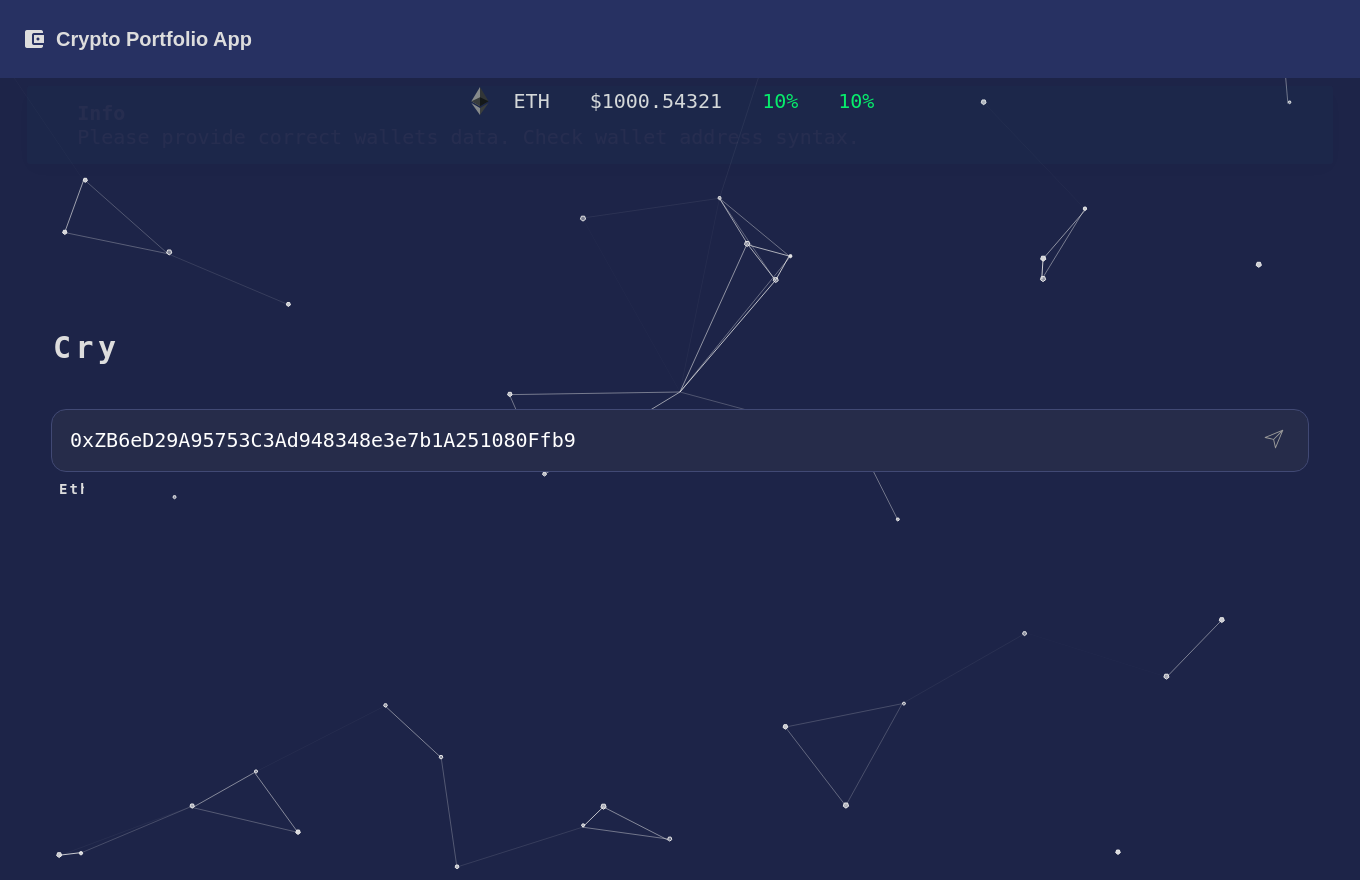 Crypto Portfolio App
ETH $1000.54321 10% 10%
Info
Please provide correct wallets data. Check wallet address syntax.
Cry
0xZB6eD29A95753C3Ad948348e3e7b1A251080Ffb9
Eth